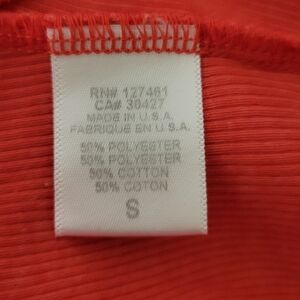 RN# 127461
CA# 30427
MADE IN U.S.A.
FABRIQUE EN U.S.A.
50% POLYESTER
50% POLYESTER
50% COTTON
50% COTON
S